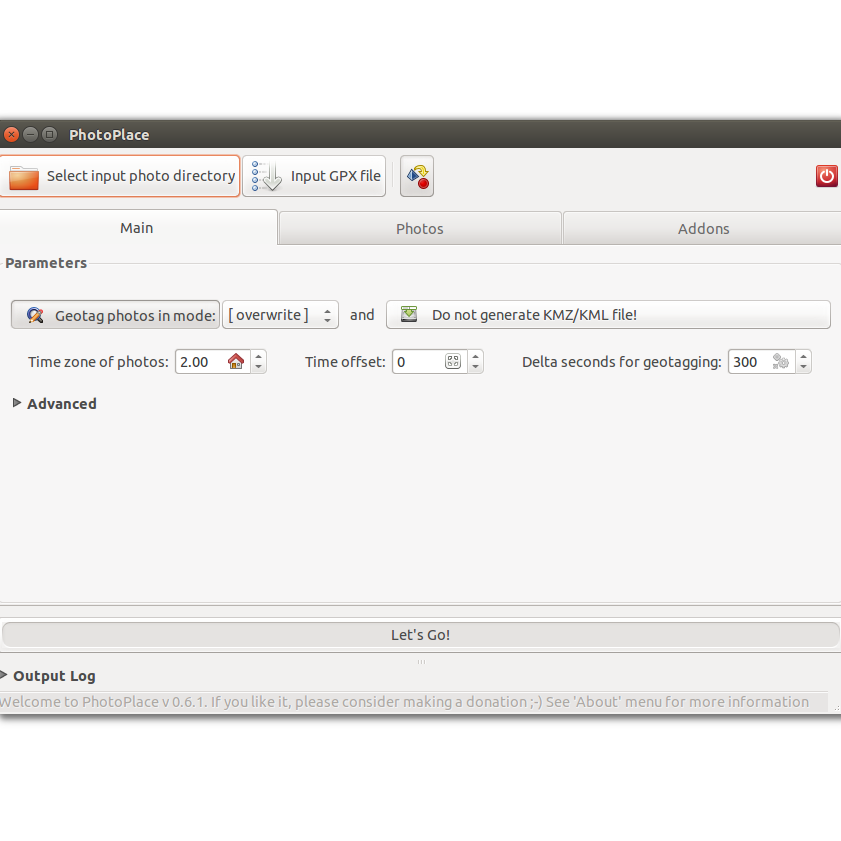 PhotoPlace
Select input photo directory Input GPX file
Main Photos Addons
Parameters
Geotag photos in mode: [ overwrite ] and Do not generate KMZ/KML file!
Time zone of photos: 2.00 Time offset: 0 Delta seconds for geotagging: 300
Advanced
Let's Go!
Output Log
Welcome to PhotoPlace v 0.6.1. If you like it, please consider making a donation ;-) See 'About' menu for more information